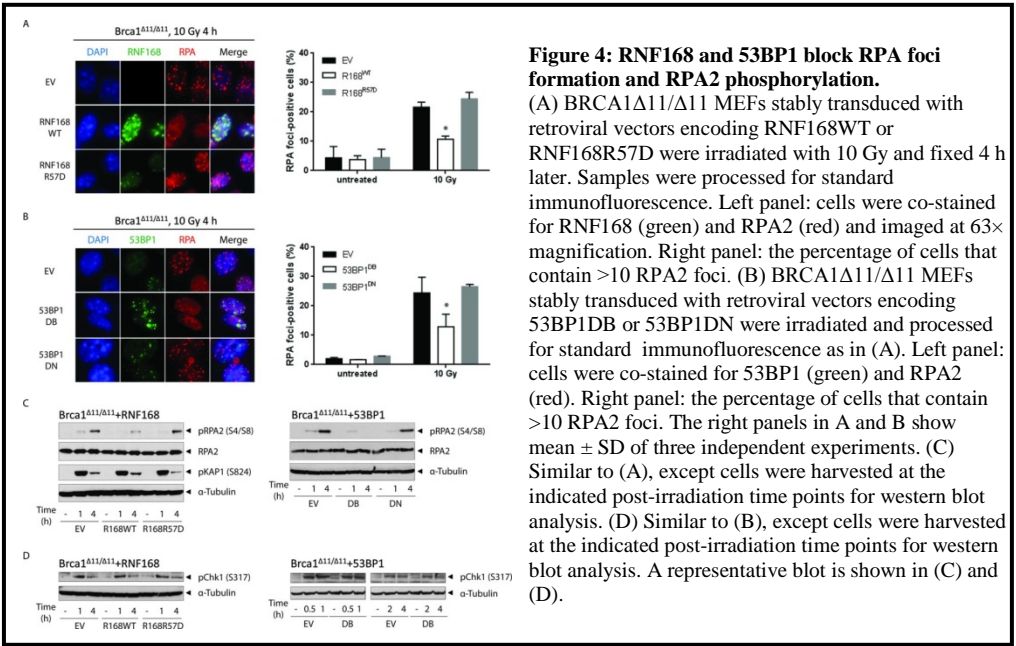 A
Brca1Δ11/Δ11, 10 Gy 4 h
DAPI RNF168 RPA Merge
EV
RNF168 WT
RNF168 R57D
RPA foci-positive cells (%)
40
30
20
10
0
EV
R168WT
R168R57D
*
untreated 10 Gy
B
Brca1Δ11/Δ11, 10 Gy 4 h
DAPI 53BP1 RPA Merge
EV
53BP1 DB
53BP1 DN
RPA foci-positive cells (%)
40
30
20
10
0
EV
53BP1DB
53BP1DN
*
untreated 10 Gy
C
Brca1Δ11/Δ11+RNF168
pRPA2 (S4/S8)
RPA2
pKAP1 (S824)
α-Tubulin
Time (h) - 1 4 - 1 4 - 1 4
EV R168WT R168R57D
Brca1Δ11/Δ11+53BP1
pRPA2 (S4/S8)
RPA2
α-Tubulin
Time (h) - 1 4 - 1 4 - 1 4
EV DB DN
D
Brca1Δ11/Δ11+RNF168
pChk1 (S317)
α-Tubulin
Time (h) - 1 4 - 1 4 - 1 4
EV R168WT R168R57D
Brca1Δ11/Δ11+53BP1
pChk1 (S317)
α-Tubulin
Time (h) - 0.5 1 - 0.5 1 - 2 4 - 2 4
EV DB EV DB
Figure 4: RNF168 and 53BP1 block RPA foci
formation and RPA2 phosphorylation.
(A) BRCA1Δ11/Δ11 MEFs stably transduced with
retroviral vectors encoding RNF168WT or
RNF168R57D were irradiated with 10 Gy and fixed 4 h
later. Samples were processed for standard
immunofluorescence. Left panel: cells were co-stained
for RNF168 (green) and RPA2 (red) and imaged at 63×
magnification. Right panel: the percentage of cells that
contain >10 RPA2 foci. (B) BRCA1Δ11/Δ11 MEFs
stably transduced with retroviral vectors encoding
53BP1DB or 53BP1DN were irradiated and processed
for standard immunofluorescence as in (A). Left panel:
cells were co-stained for 53BP1 (green) and RPA2
(red). Right panel: the percentage of cells that contain
>10 RPA2 foci. The right panels in A and B show
mean ± SD of three independent experiments. (C)
Similar to (A), except cells were harvested at the
indicated post-irradiation time points for western blot
analysis. (D) Similar to (B), except cells were harvested
at the indicated post-irradiation time points for western
blot analysis. A representative blot is shown in (C) and
(D).